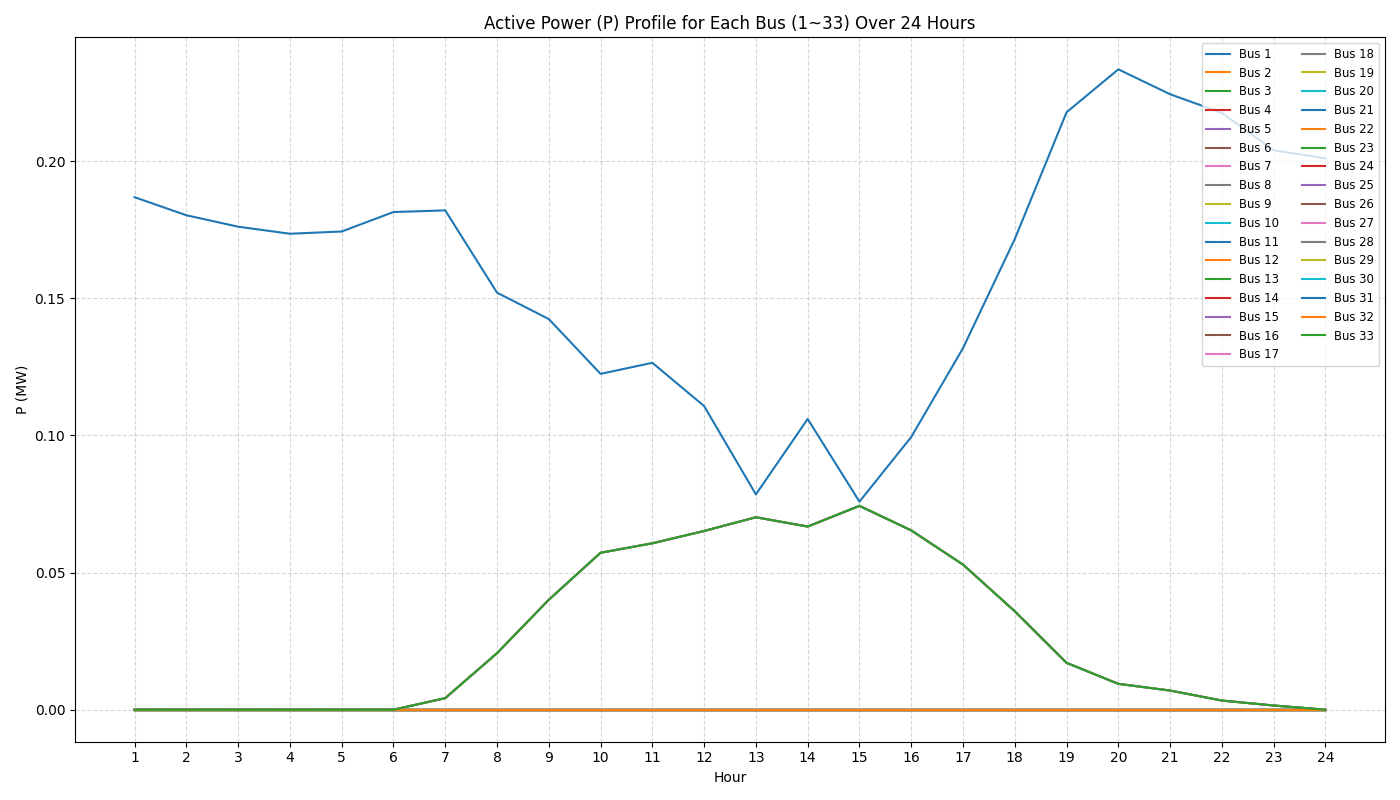 Active Power (P) Profile for Each Bus (1~33) Over 24 Hours
P (MW)
0.20
0.15
0.10
0.05
0.00
Bus 1
Bus 2
Bus 3
Bus 4
Bus 5
Bus 6
Bus 7
Bus 8
Bus 9
Bus 10
Bus 11
Bus 12
Bus 13
Bus 14
Bus 15
Bus 16
Bus 17
Bus 18
Bus 19
Bus 20
Bus 21
Bus 22
Bus 23
Bus 24
Bus 25
Bus 26
Bus 27
Bus 28
Bus 29
Bus 30
Bus 31
Bus 32
Bus 33
1 2 3 4 5 6 7 8 9 10 11 12 13 14 15 16 17 18 19 20 21 22 23 24
Hour